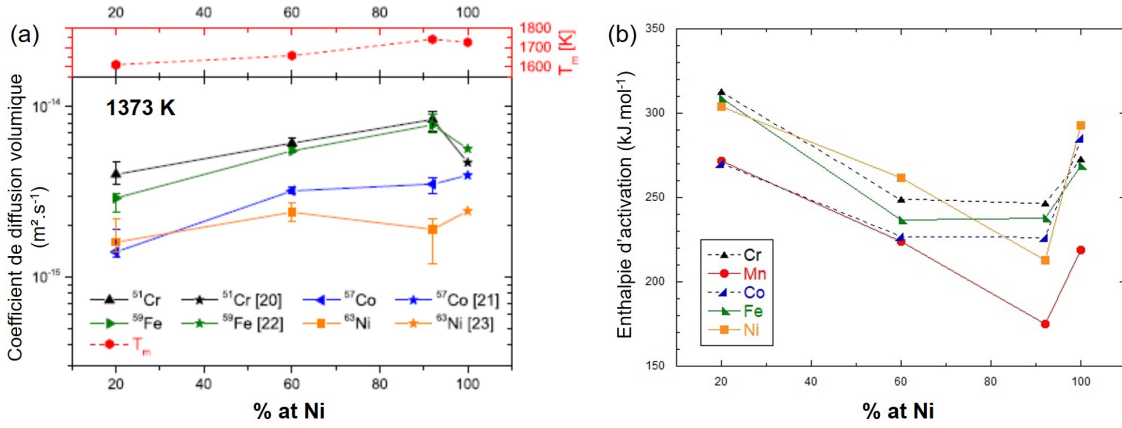 (a)
20 40 60 80 100
1800
1700
1600
T_m [K]
1373 K
Coefficient de diffusion volumique
(m².s⁻¹)
10⁻¹⁴
10⁻¹⁵
⁵¹Cr ⁵¹Cr [20] ⁵⁷Co ⁵⁷Co [21]
⁵⁹Fe ⁵⁹Fe [22] ⁶³Ni ⁶³Ni [23]
T_m
20 40 60 80 100
% at Ni
(b)
Enthalpie d'activation (kJ.mol⁻¹)
350
300
250
200
150
Cr
Mn
Co
Fe
Ni
20 40 60 80 100
% at Ni